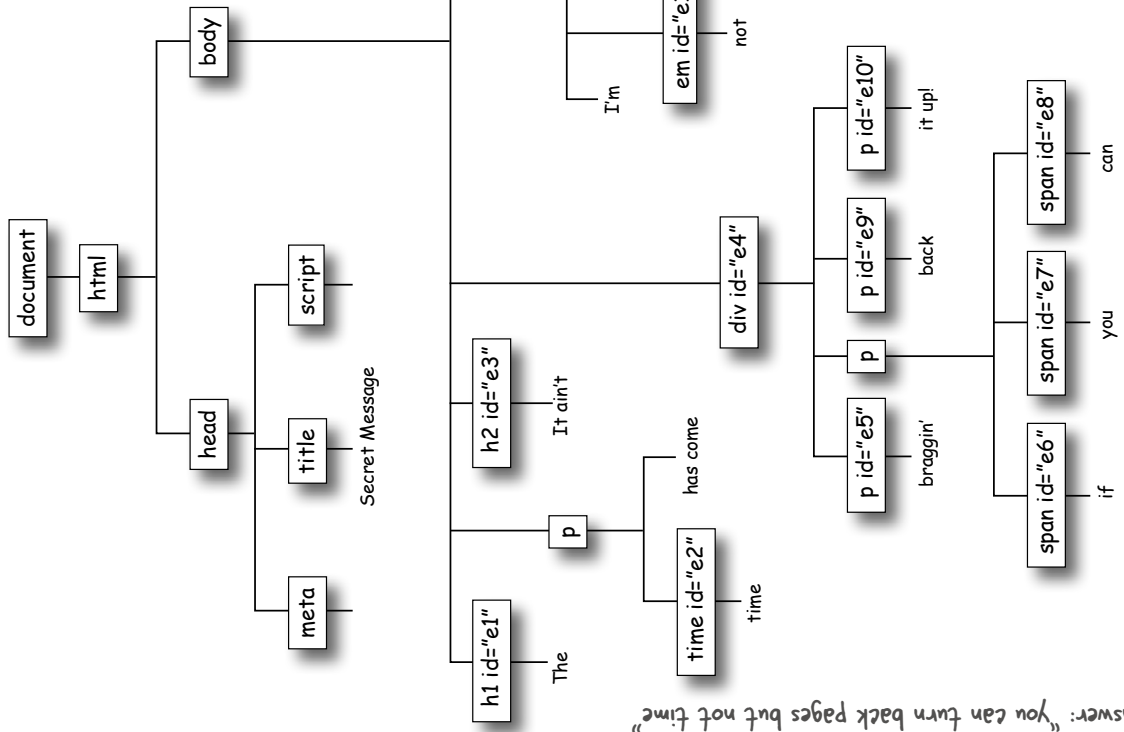 document
html
head
body
meta
title
script
Secret Message
h1 id="e1"
The
p
time id="e2"
time
has come
h2 id="e3"
It ain't
div id="e4"
p id="e5"
braggin'
p
span id="e6"
if
span id="e7"
you
span id="e8"
can
p id="e9"
back
p id="e10"
it up!
I'm
em id="e
not
swer: "you can turn back pages but not time"